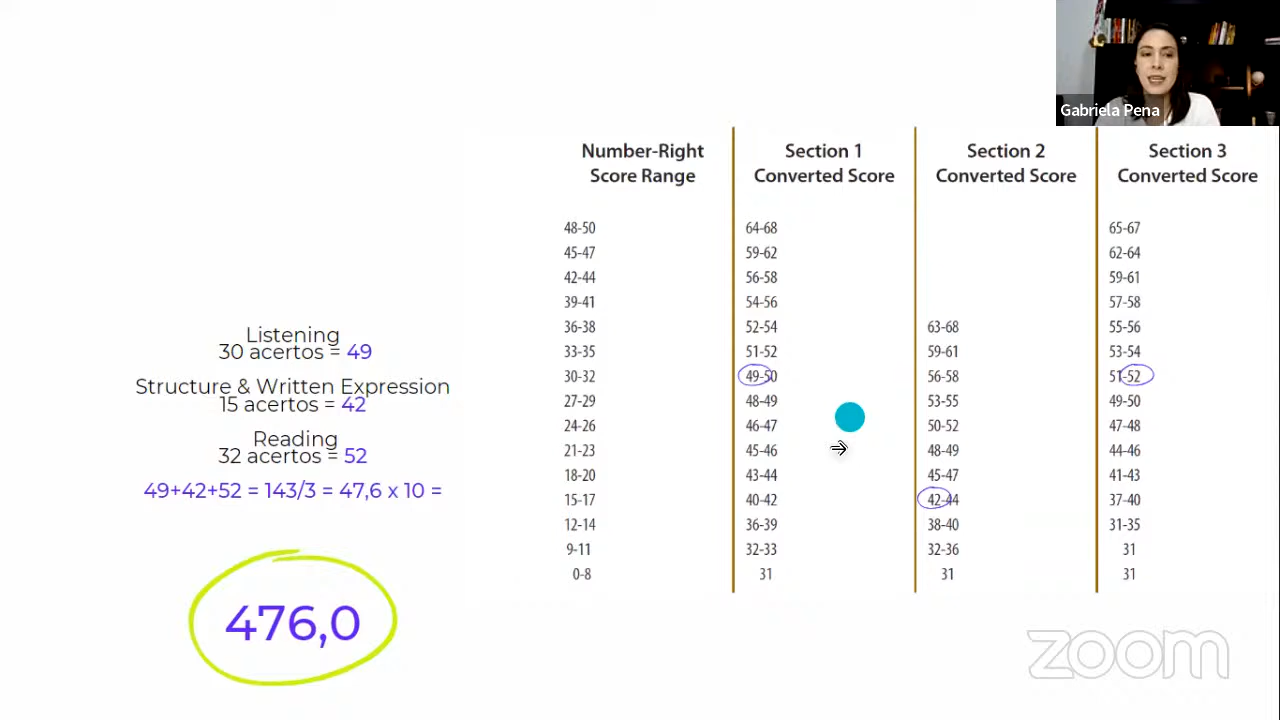 Gabriela Pena
Number-Right Score Range
Section 1 Converted Score
Section 2 Converted Score
Section 3 Converted Score
48-50 64-68 65-67
45-47 59-62 62-64
42-44 56-58 59-61
39-41 54-56 57-58
36-38 52-54 63-68 55-56
33-35 51-52 59-61 53-54
30-32 49-50 56-58 51-52
27-29 48-49 53-55 49-50
24-26 46-47 50-52 47-48
21-23 45-46 48-49 44-46
18-20 43-44 45-47 41-43
15-17 40-42 42-44 37-40
12-14 36-39 38-40 31-35
9-11 32-33 32-36 31
0-8 31 31 31
Listening
30 acertos = 49
Structure & Written Expression
15 acertos = 42
Reading
32 acertos = 52
49+42+52 = 143/3 = 47,6 x 10 =
476,0
zoom